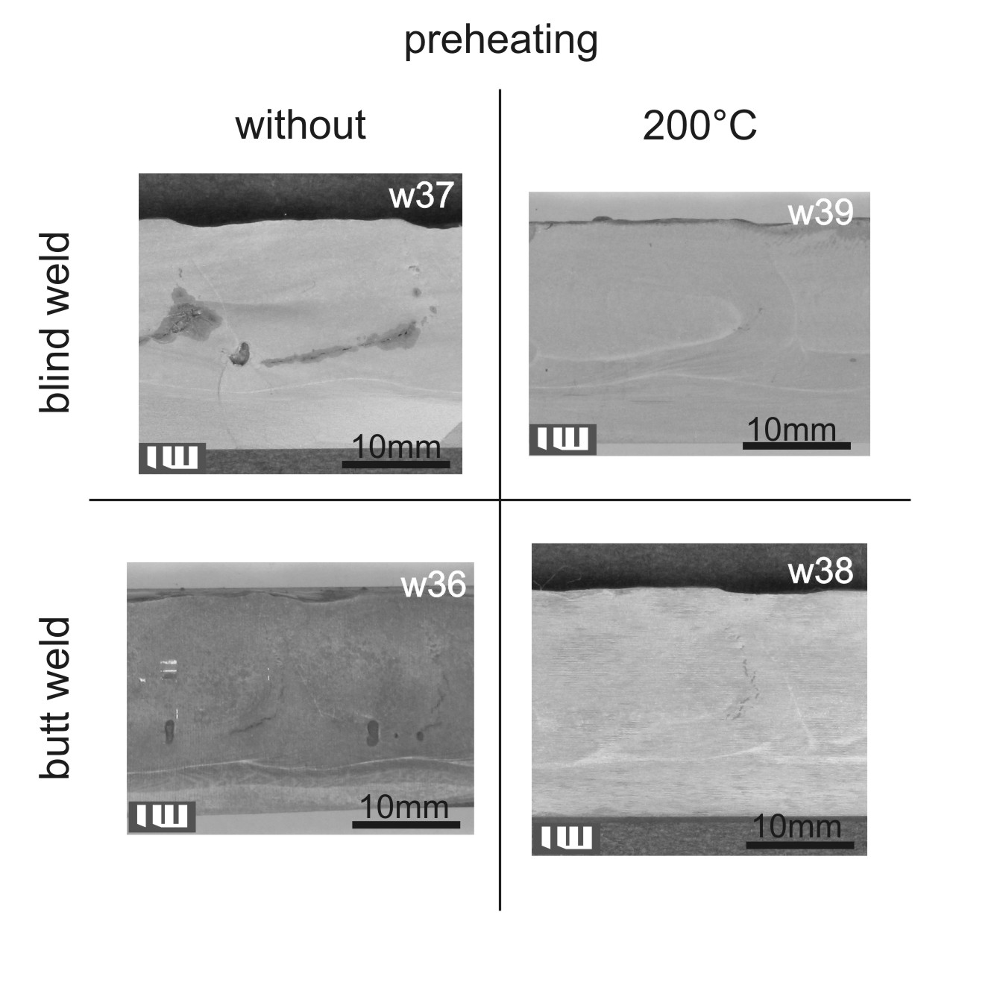 preheating
without
200°C
blind weld
w37
10mm
w39
10mm
butt weld
w36
10mm
w38
10mm